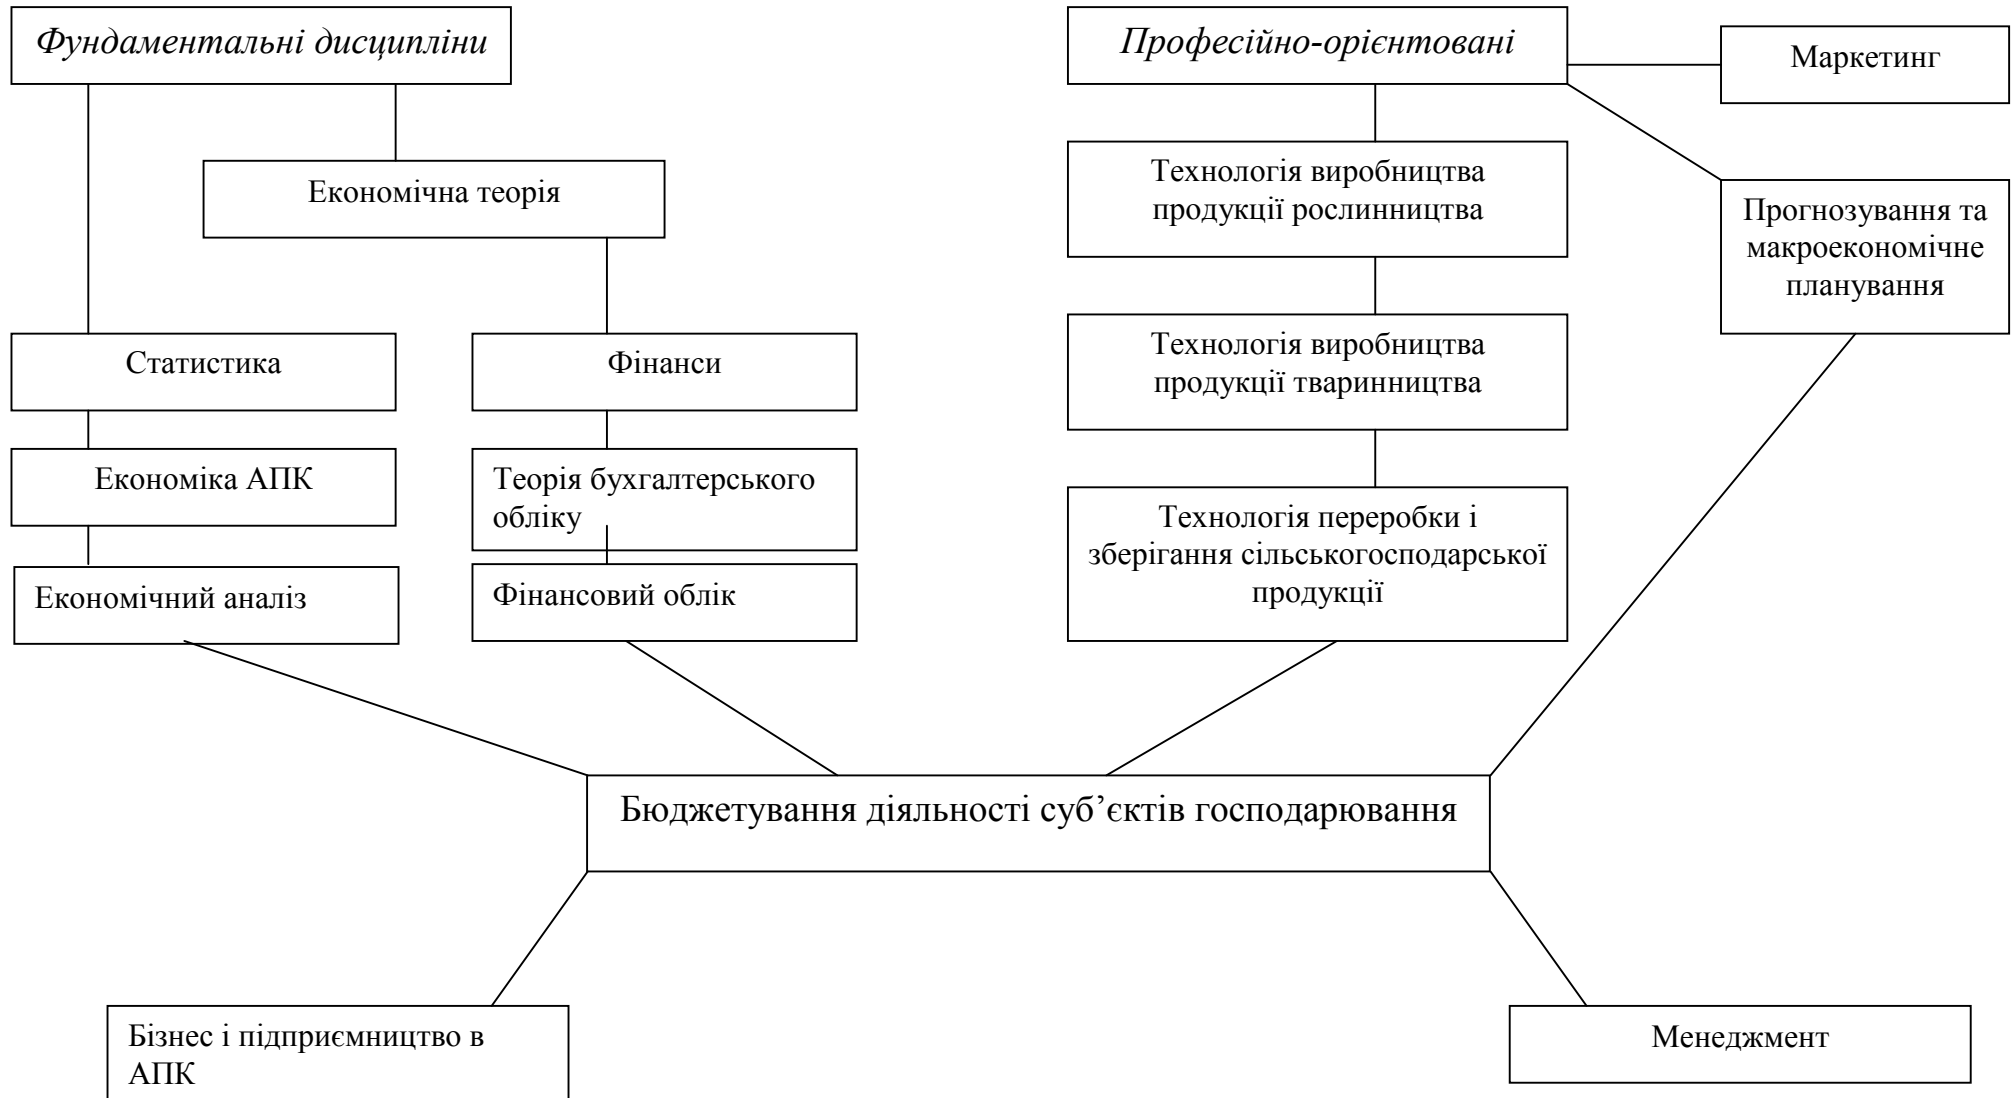 Фундаментальні дисципліни
Професійно-орієнтовані
Маркетинг
Економічна теорія
Технологія виробництва
продукції рослинництва
Прогнозування та
макроекономічне
планування
Статистика
Фінанси
Технологія виробництва
продукції тваринництва
Економіка АПК
Теорія бухгалтерського
обліку
Технологія переробки і
зберігання сільськогосподарської
продукції
Економічний аналіз
Фінансовий облік
Бюджетування діяльності суб’єктів господарювання
Бізнес і підприємництво в
АПК
Менеджмент